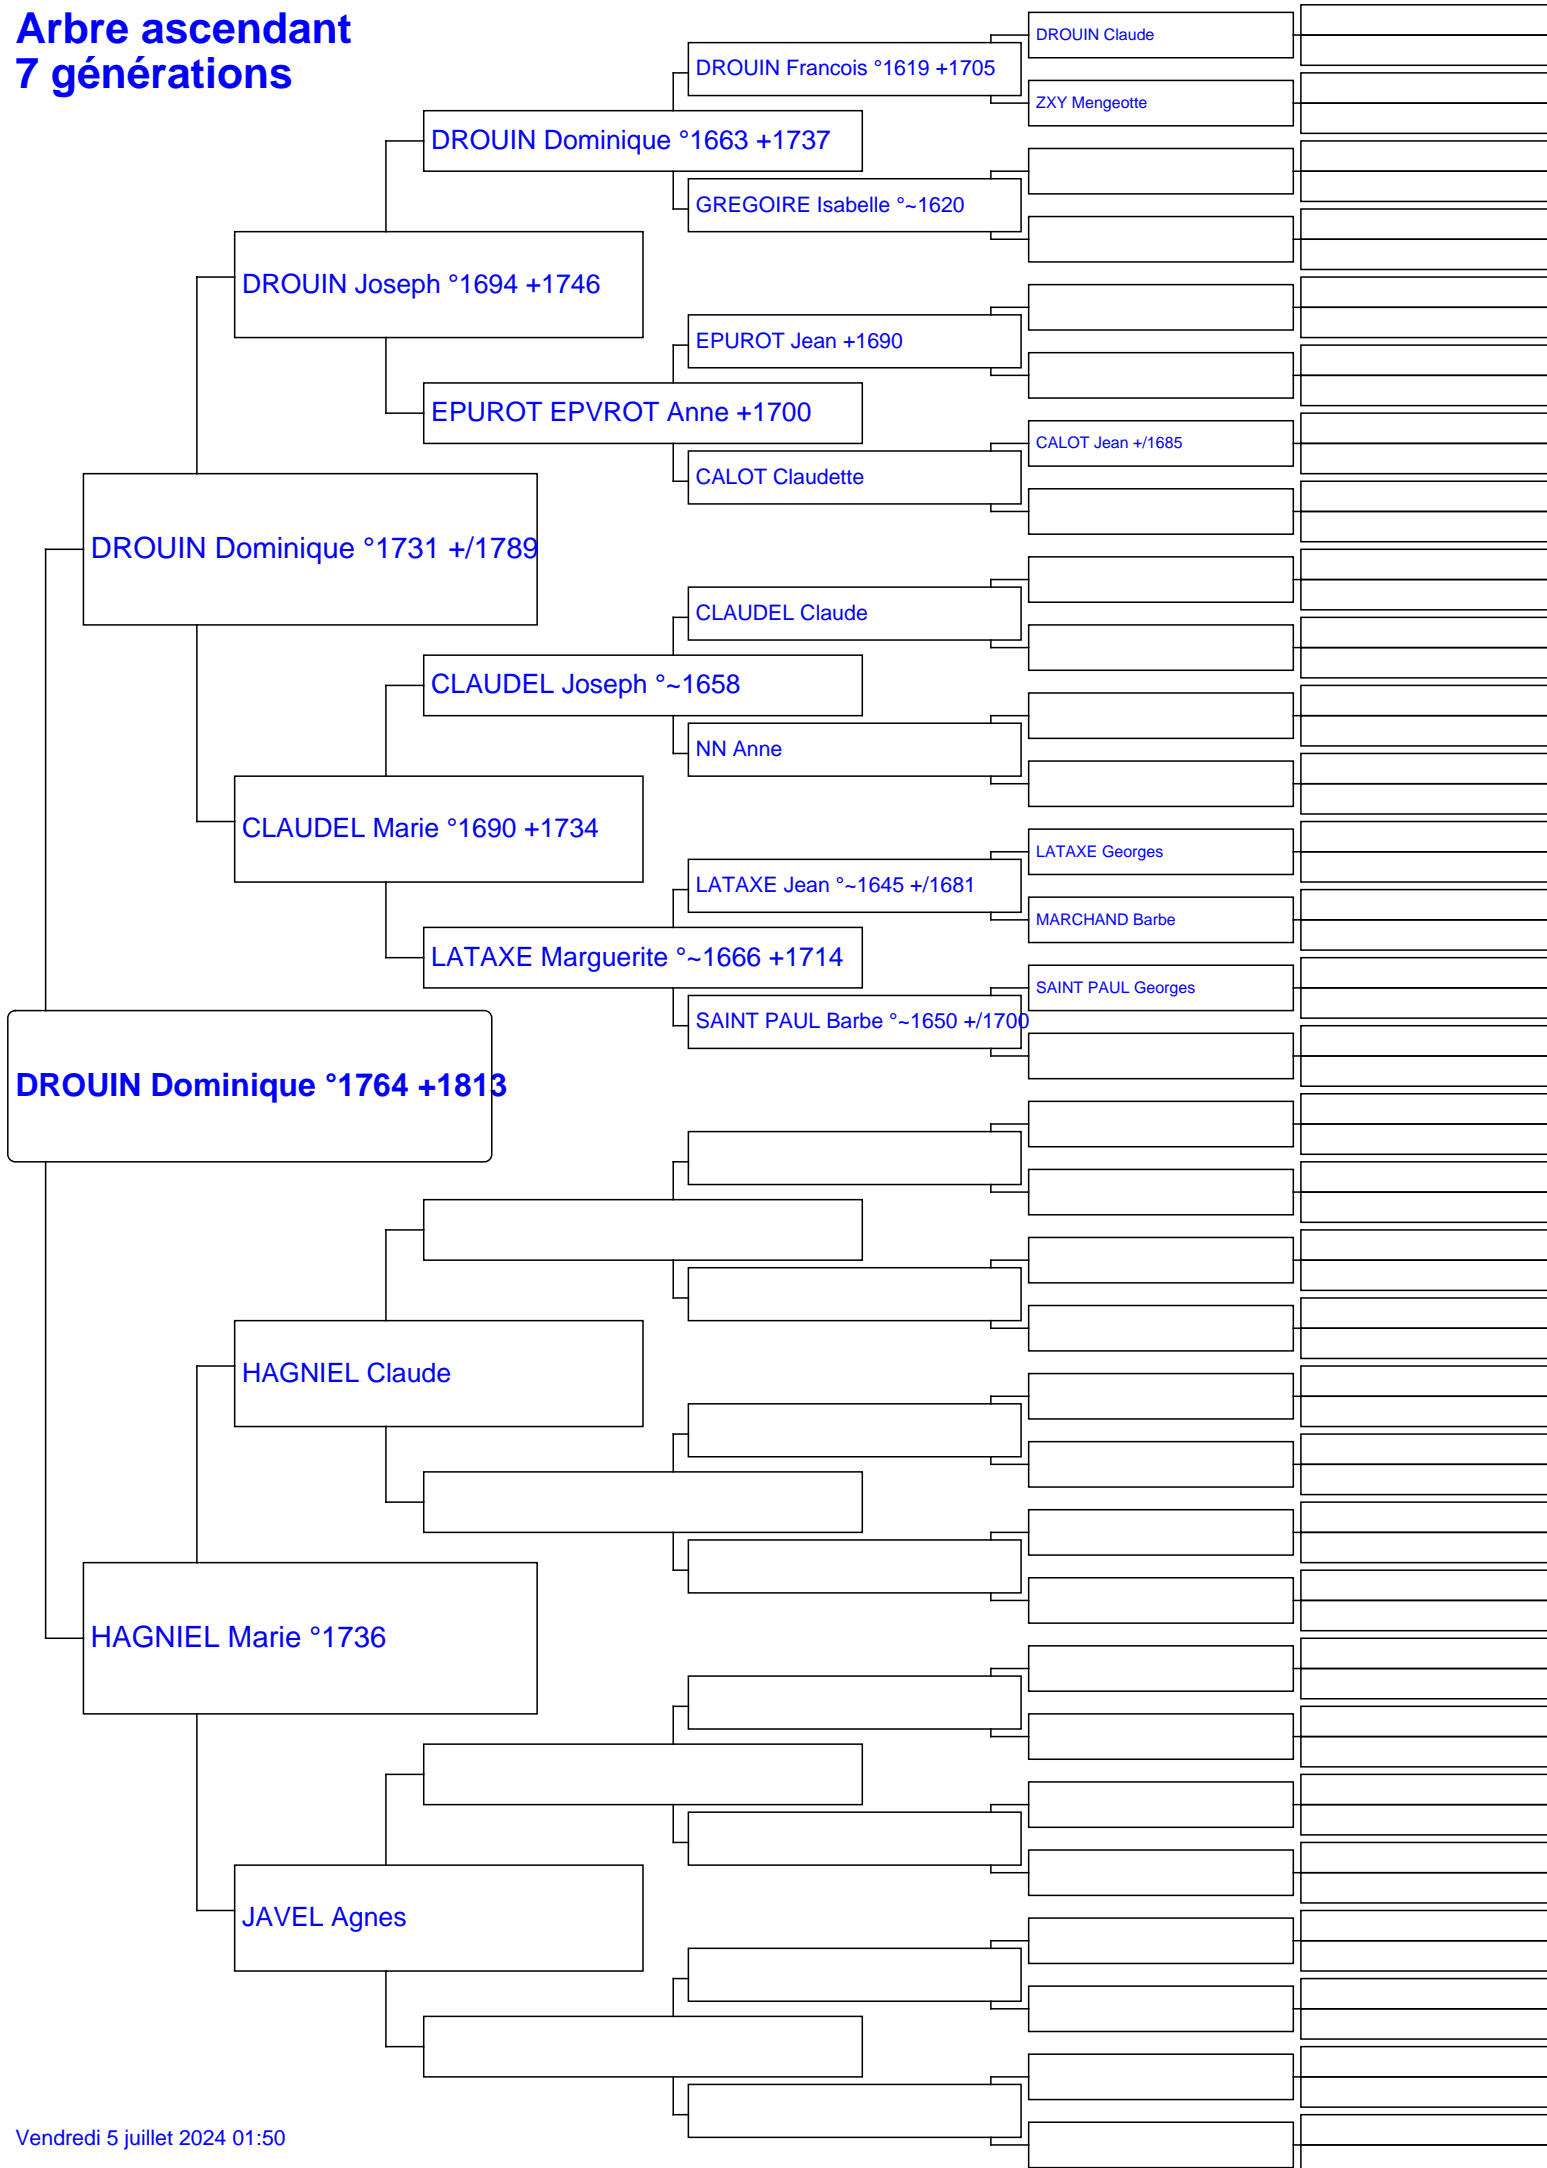 Arbre ascendant
7 générations
DROUIN Claude
DROUIN Francois °1619 +1705
ZXY Mengeotte
DROUIN Dominique °1663 +1737
GREGOIRE Isabelle °~1620
DROUIN Joseph °1694 +1746
EPUROT Jean +1690
EPUROT EPVROT Anne +1700
CALOT Jean +/1685
CALOT Claudette
DROUIN Dominique °1731 +/1789
CLAUDEL Claude
CLAUDEL Joseph °~1658
NN Anne
CLAUDEL Marie °1690 +1734
LATAXE Georges
LATAXE Jean °~1645 +/1681
MARCHAND Barbe
LATAXE Marguerite °~1666 +1714
SAINT PAUL Georges
SAINT PAUL Barbe °~1650 +/1700
DROUIN Dominique °1764 +1813
HAGNIEL Claude
HAGNIEL Marie °1736
JAVEL Agnes
Vendredi 5 juillet 2024 01:50